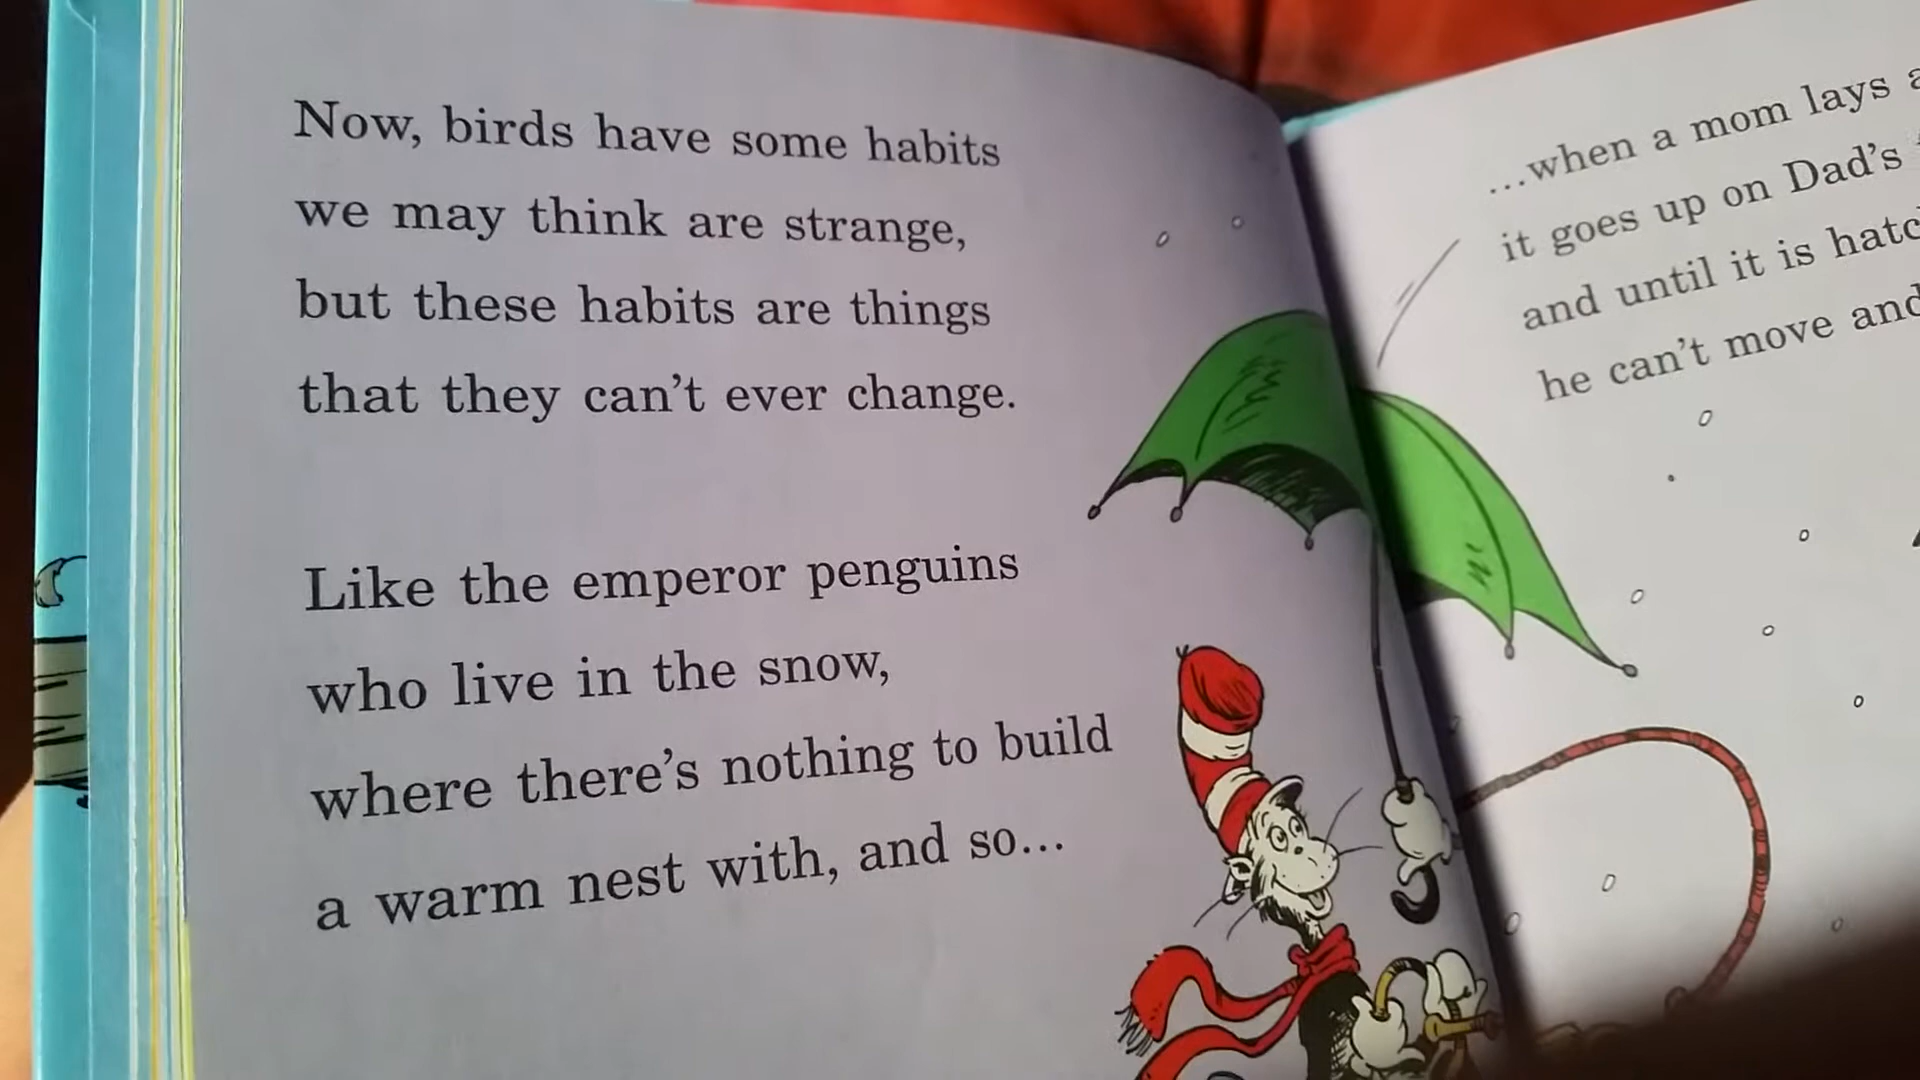 Now, birds have some habits
we may think are strange,
but these habits are things
that they can't ever change.
Like the emperor penguins
who live in the snow,
where there's nothing to build
a warm nest with, and so...
...when a mom lays
it goes up on Dad's
and until it is
he can't move and